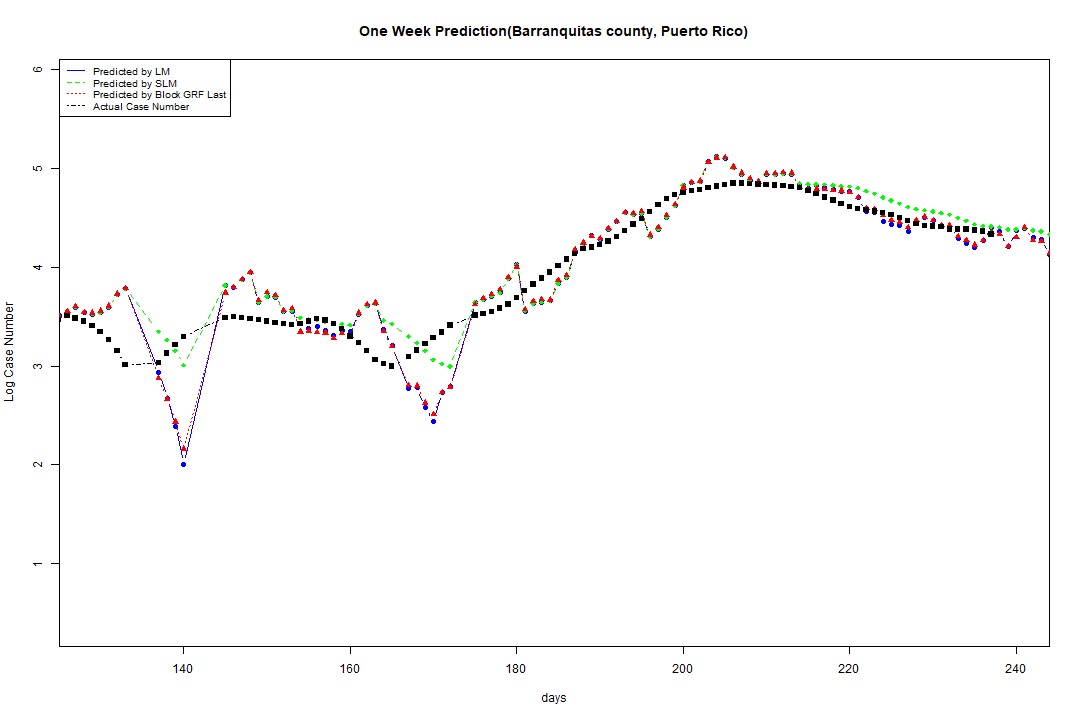 One Week Prediction(Barranquitas county, Puerto Rico)
6
Predicted by LM
Predicted by SLM
Predicted by Block GRF Last
Actual Case Number
5
4
3
2
1
Log Case Number
140 160 180 200 220 240
days